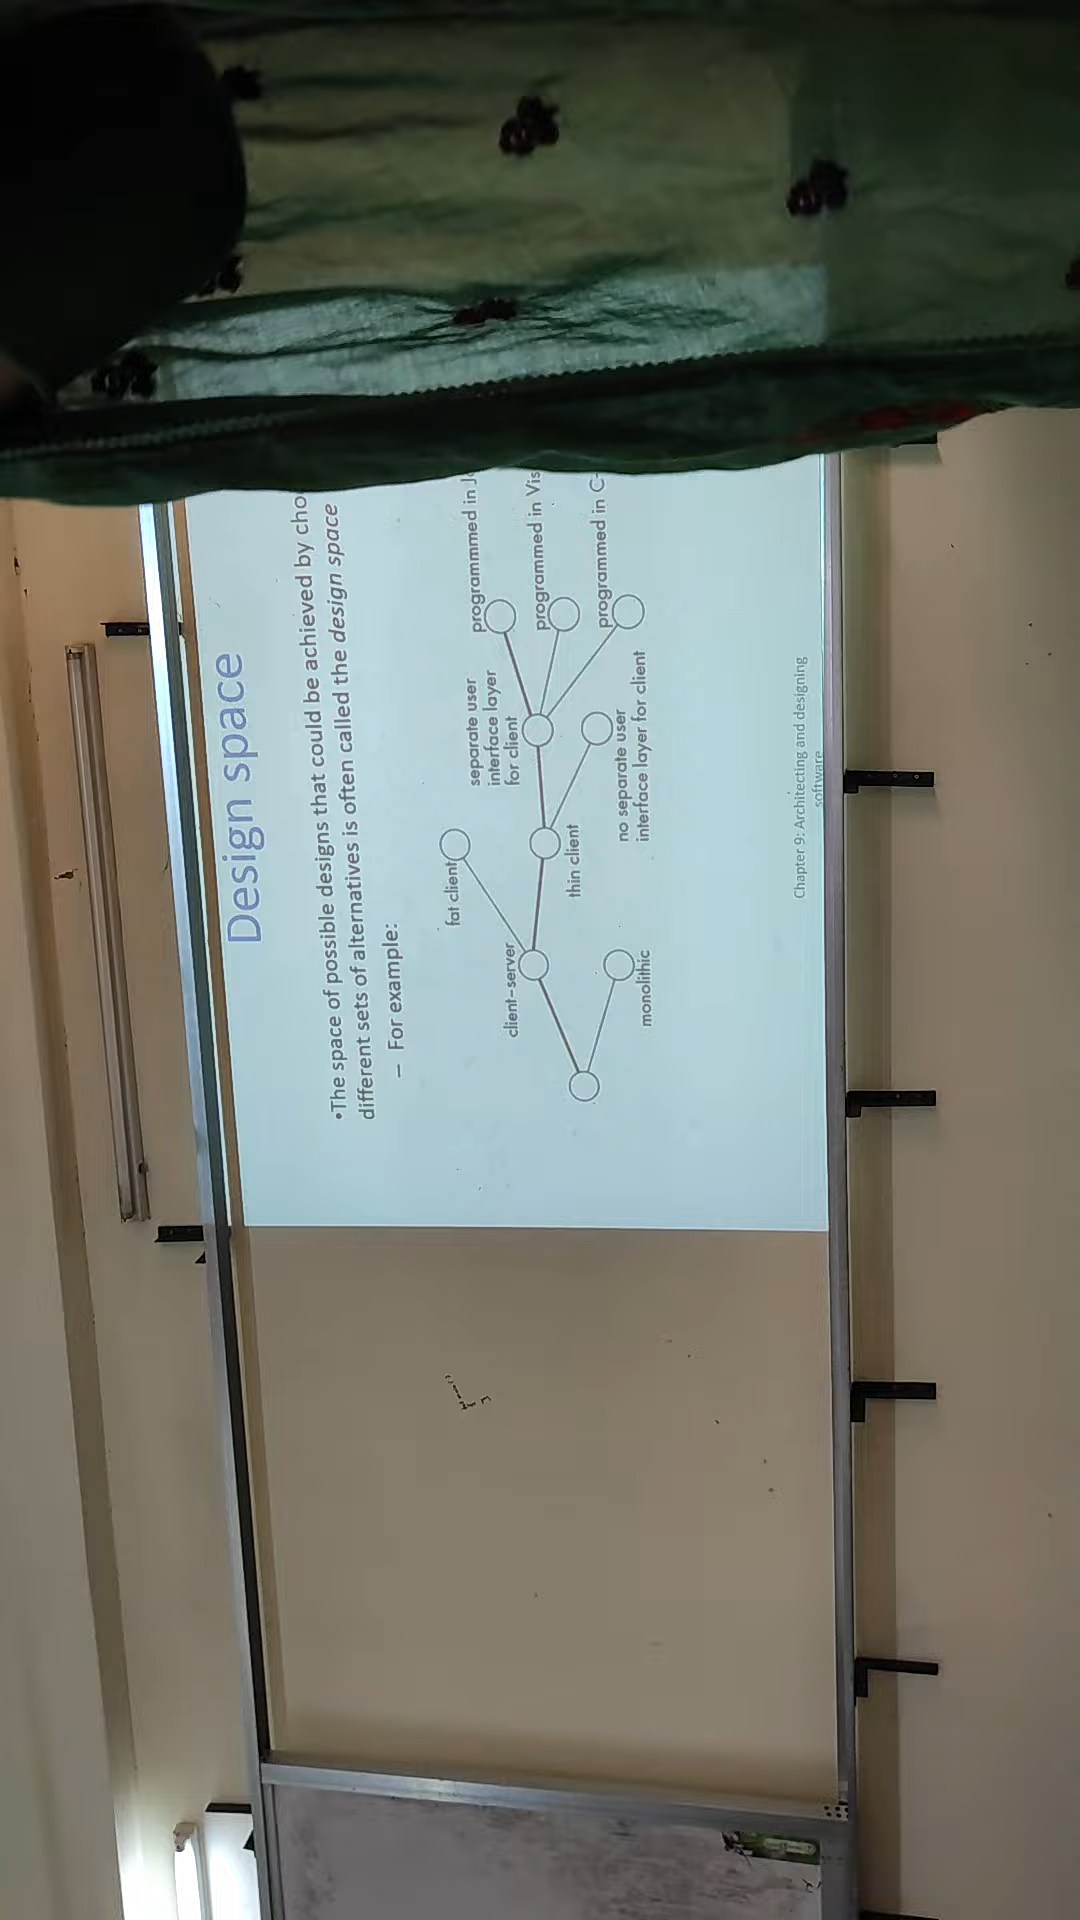 Design space
•The space of possible designs that could be achieved by cho
different sets of alternatives is often called the design space
– For example:
fat client
separate user
interface layer
for client
programmmed in J
client-server
programmed in Vis
thin client
programmed in C-
no separate user
interface layer for client
monolithic
Chapter 9: Architecting and designing
software